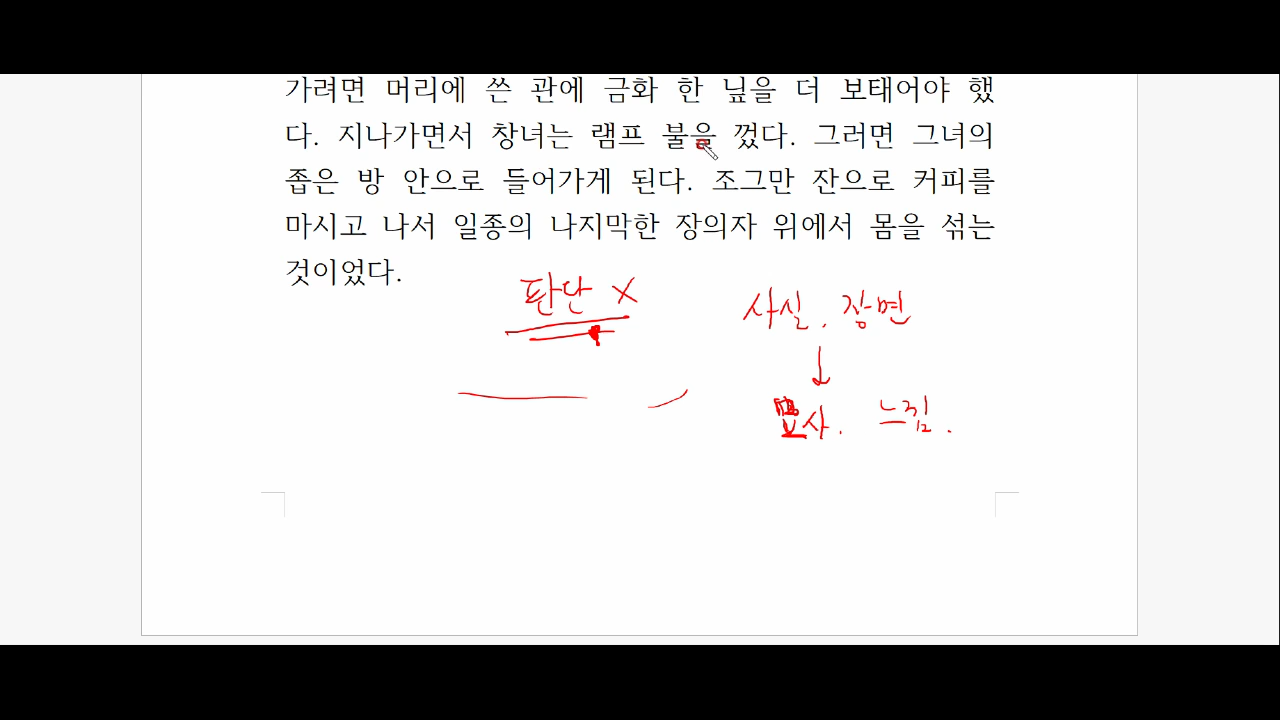 가려면 머리에 쓴 관에 금화 한 닢을 더 보태어야 했
다. 지나가면서 창녀는 램프 불을 껐다. 그러면 그녀의
좁은 방 안으로 들어가게 된다. 조그만 잔으로 커피를
마시고 나서 일종의 나지막한 장의자 위에서 몸을 섞는
것이었다.
판단 X
사실. 장면
↓
묘사. 느낌.